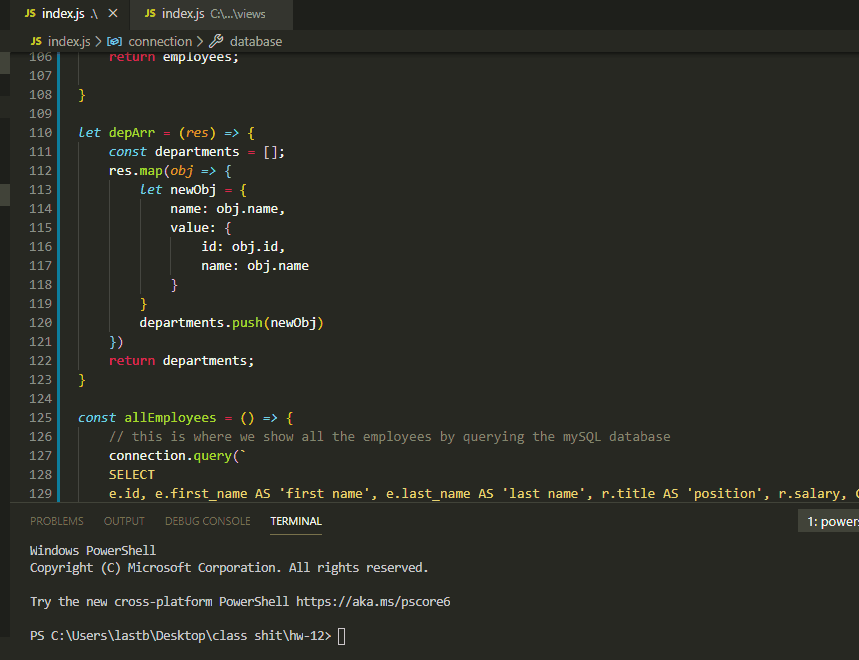 JS index.js .\ × JS index.js C:\...\views
JS index.js > connection > database
106 return employees;
107
108 }
109
110 let depArr = (res) => {
111 const departments = [];
112 res.map(obj => {
113 let newObj = {
114 name: obj.name,
115 value: {
116 id: obj.id,
117 name: obj.name
118 }
119 }
120 departments.push(newObj)
121 })
122 return departments;
123 }
124
125 const allEmployees = () => {
126 // this is where we show all the employees by querying the mySQL database
127 connection.query(`
128 SELECT
129 e.id, e.first_name AS 'first name', e.last_name AS 'last name', r.title AS 'position', r.salary,
PROBLEMS OUTPUT DEBUG CONSOLE TERMINAL 1: power
Windows PowerShell
Copyright (C) Microsoft Corporation. All rights reserved.
Try the new cross-platform PowerShell https://aka.ms/pscore6
PS C:\Users\lastb\Desktop\class shit\hw-12>